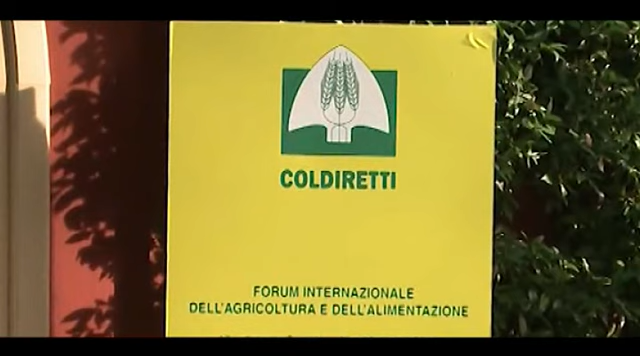 COLDIRETTI
FORUM INTERNAZIONALE
DELL'AGRICOLTURA E DELL'ALIMENTAZIONE